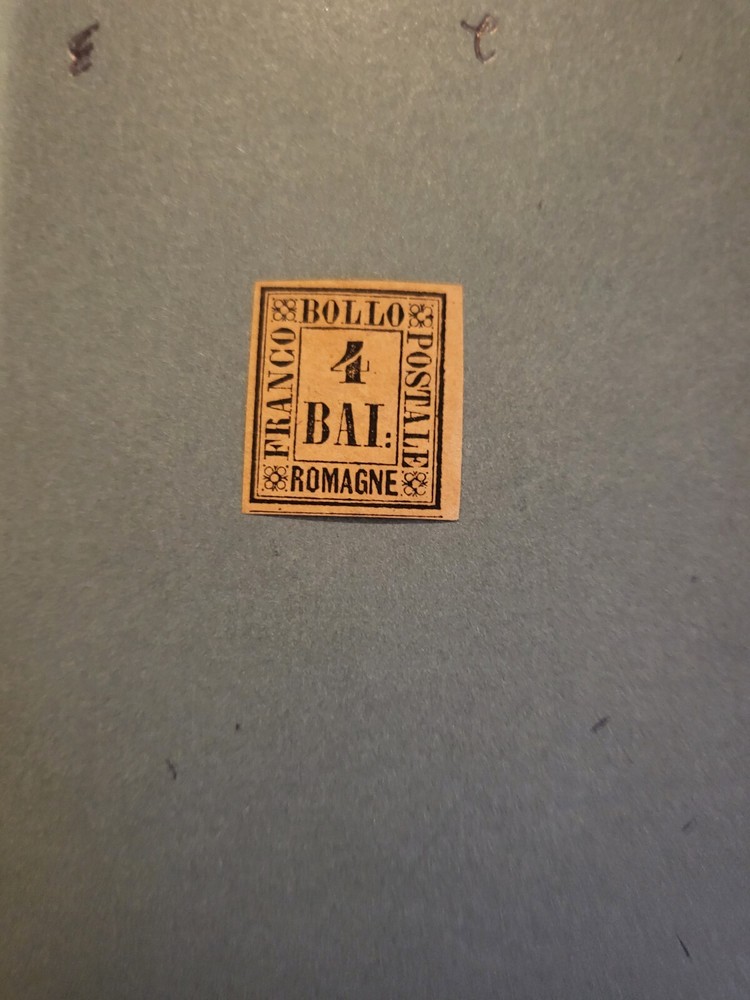 BOLLO
FRANCO
POSTALE
4
BAI:
ROMAGNE